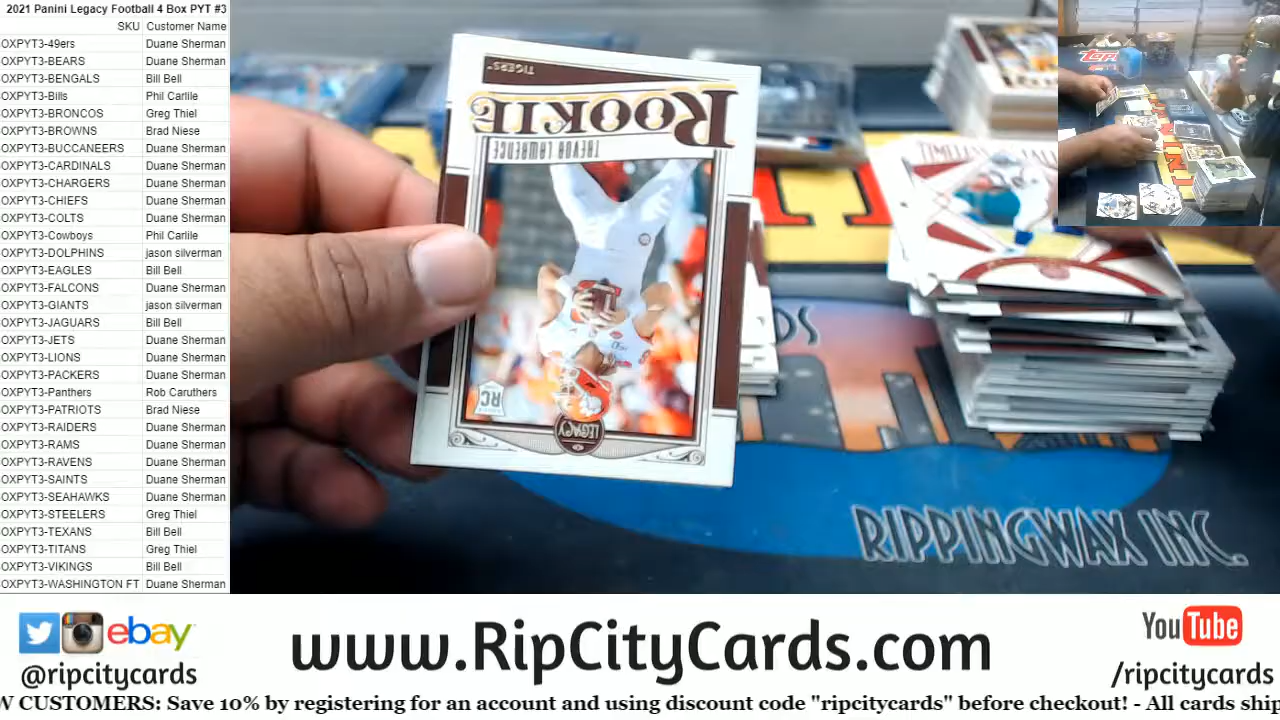 2021 Panini Legacy Football 4 Box PYT #3
SKU Customer Name
OXPYT3-49ers Duane Sherman
OXPYT3-BEARS Duane Sherman
OXPYT3-BENGALS Bill Bell
OXPYT3-Bills Phil Carlile
OXPYT3-BRONCOS Greg Thiel
OXPYT3-BROWNS Brad Niese
OXPYT3-BUCCANEERS Duane Sherman
OXPYT3-CARDINALS Duane Sherman
OXPYT3-CHARGERS Duane Sherman
OXPYT3-CHIEFS Duane Sherman
OXPYT3-COLTS Duane Sherman
OXPYT3-Cowboys Phil Carlile
OXPYT3-DOLPHINS jason silverman
OXPYT3-EAGLES Bill Bell
OXPYT3-FALCONS Duane Sherman
OXPYT3-GIANTS jason silverman
OXPYT3-JAGUARS Bill Bell
OXPYT3-JETS Duane Sherman
OXPYT3-LIONS Duane Sherman
OXPYT3-PACKERS Duane Sherman
OXPYT3-Panthers Rob Caruthers
OXPYT3-PATRIOTS Brad Niese
OXPYT3-RAIDERS Duane Sherman
OXPYT3-RAMS Duane Sherman
OXPYT3-RAVENS Duane Sherman
OXPYT3-SAINTS Duane Sherman
OXPYT3-SEAHAWKS Duane Sherman
OXPYT3-STEELERS Greg Thiel
OXPYT3-TEXANS Bill Bell
OXPYT3-TITANS Greg Thiel
OXPYT3-VIKINGS Bill Bell
OXPYT3-WASHINGTON FT Duane Sherman
TIGERS
ROOKIE
TREVOR LAWRENCE
RC
LEGACY
TIMELESS
TOPPS
RIPPINGWAX INC.
ebay
@ripcitycards
www.RipCityCards.com
YouTube
/ripcitycards
W CUSTOMERS: Save 10% by registering for an account and using discount code "ripcitycards" before checkout! - All cards ship